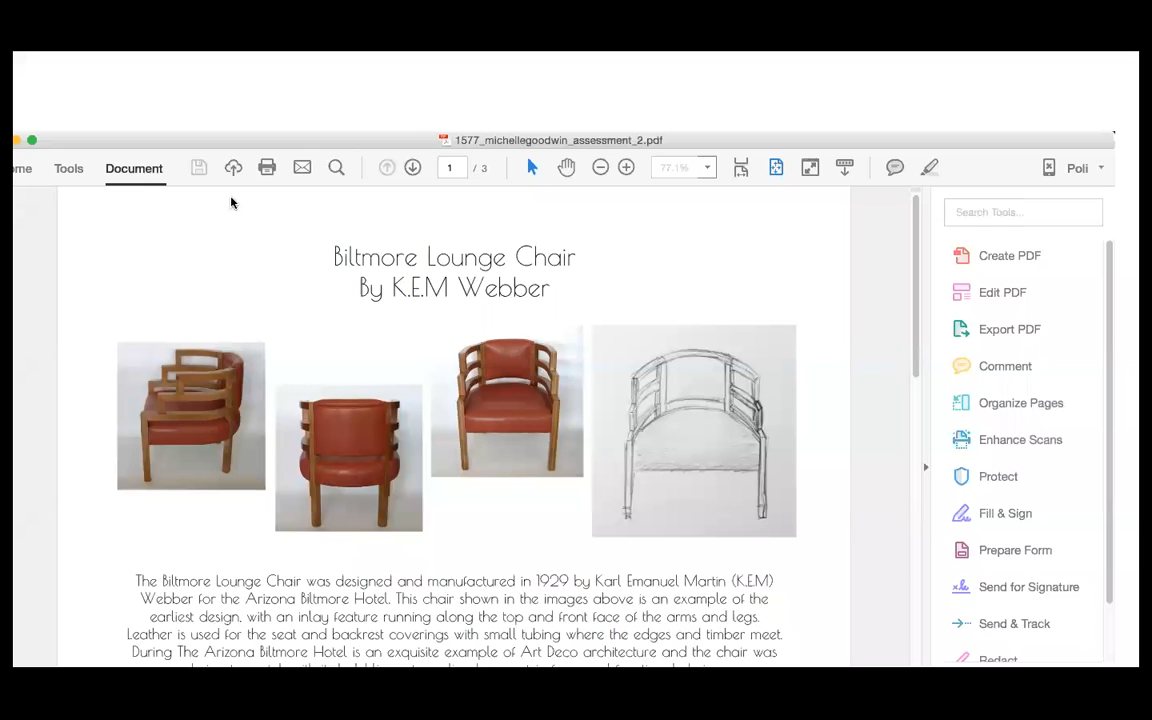 1577_michellegoodwin_assessment_2.pdf
ome Tools Document 1 / 3 77.1% Poli
Search Tools...
Create PDF
Edit PDF
Export PDF
Comment
Organize Pages
Enhance Scans
Protect
Fill & Sign
Prepare Form
Send for Signature
Send & Track
Redact
Biltmore Lounge Chair
By K.E.M Webber
The Biltmore Lounge Chair was designed and manufactured in 1929 by Karl Emanuel Martin (K.E.M)
Webber for the Arizona Biltmore Hotel. This chair shown in the images above is an example of the
earliest design, with an inlay feature running along the top and front face of the arms and legs.
Leather is used for the seat and backrest coverings with small tubing where the edges and timber meet.
During The Arizona Biltmore Hotel is an exquisite example of Art Deco architecture and the chair was